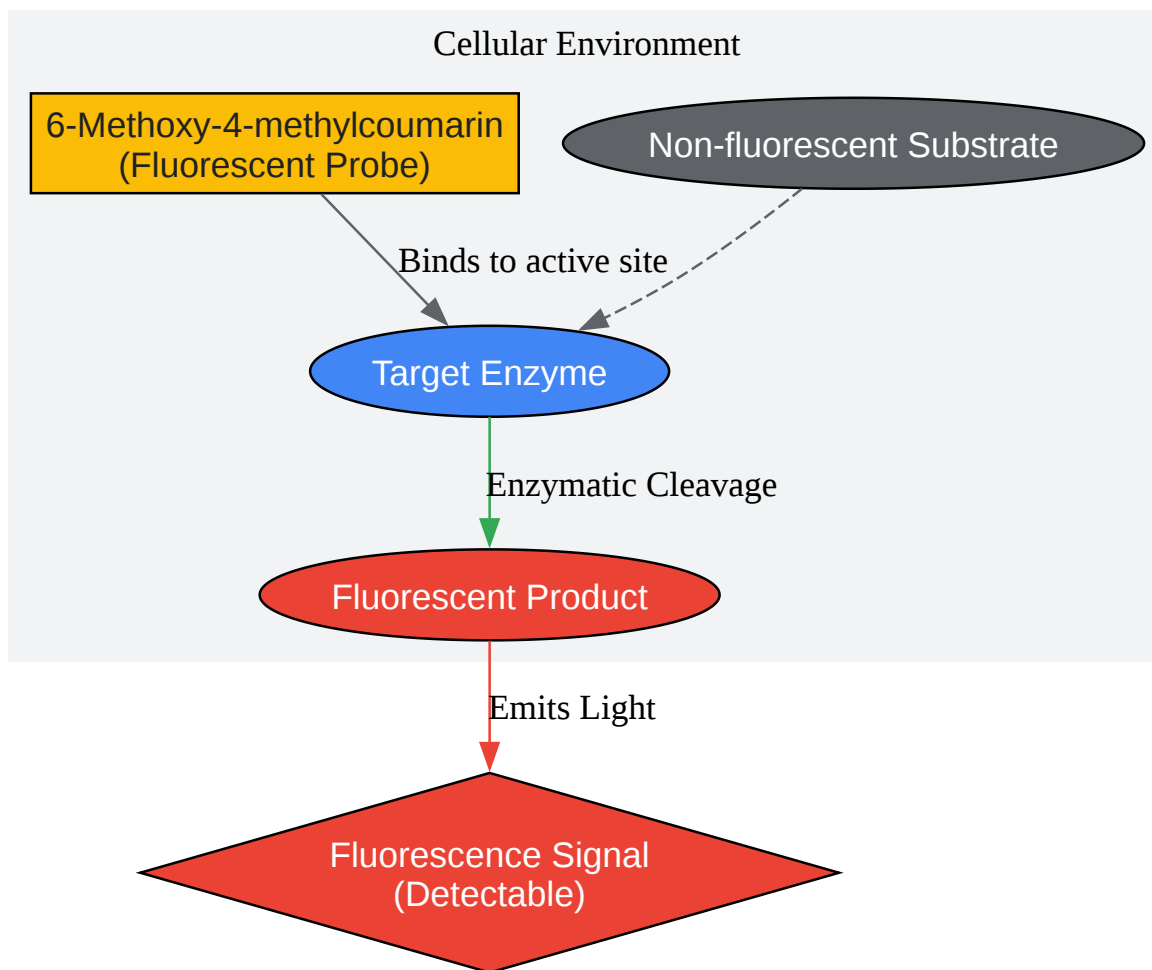 Cellular Environment
6-Methoxy-4-methylcoumarin
(Fluorescent Probe)
Non-fluorescent Substrate
Binds to active site
Target Enzyme
Enzymatic Cleavage
Fluorescent Product
Emits Light
Fluorescence Signal
(Detectable)